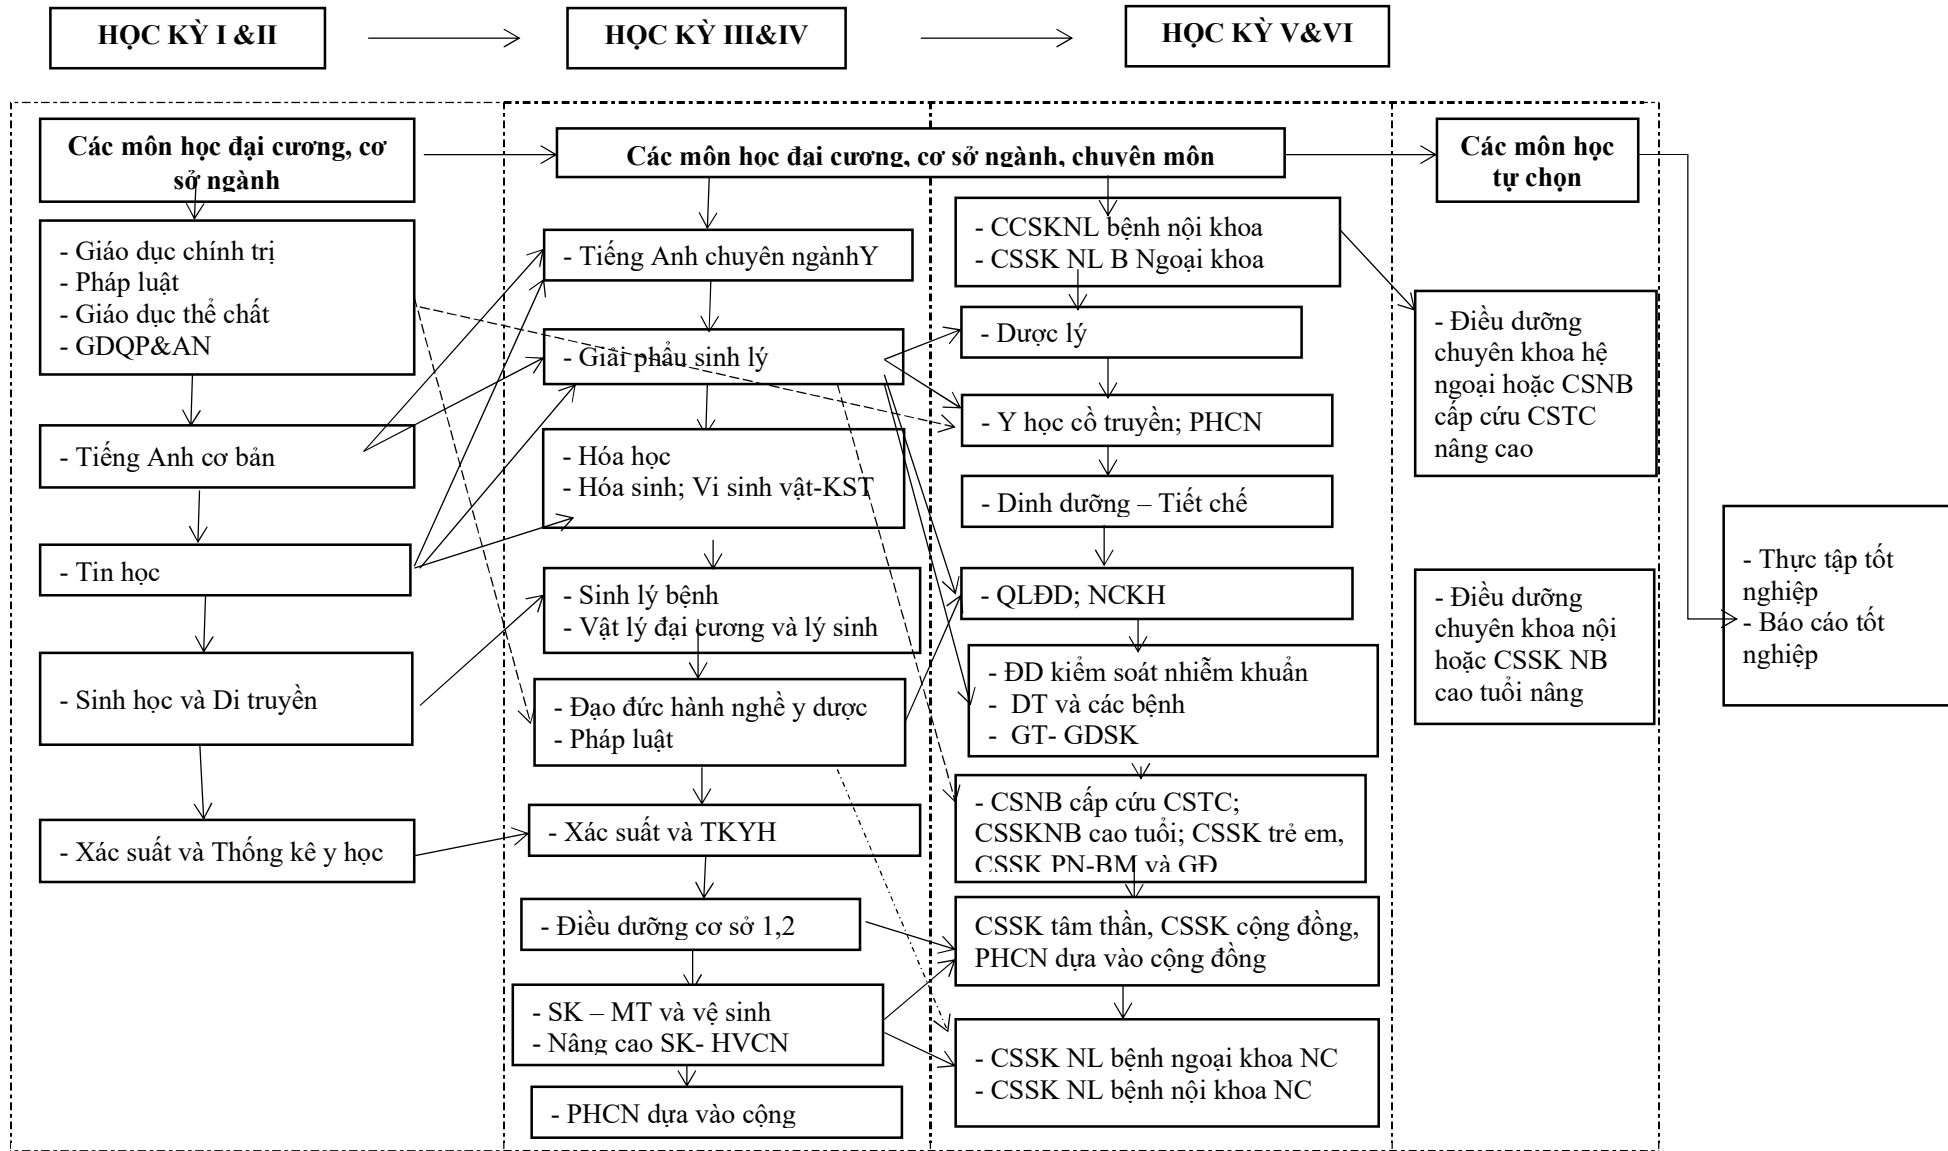 HỌC KỲ I &II
HỌC KỲ III&IV
HỌC KỲ V&VI
Các môn học đại cương, cơ
sở ngành
- Giáo dục chính trị
- Pháp luật
- Giáo dục thể chất
- GDQP&AN
- Tiếng Anh cơ bản
- Tin học
- Sinh học và Di truyền
- Xác suất và Thống kê y học
Các môn học đại cương, cơ sở ngành, chuyên môn
- Tiếng Anh chuyên ngànhY
- Giải phẩu sinh lý
- Hóa học
- Hóa sinh; Vi sinh vật-KST
- Sinh lý bệnh
- Vật lý đại cương và lý sinh
- Đạo đức hành nghề y dược
- Pháp luật
- Xác suất và TKYH
- Điều dưỡng cơ sở 1,2
- SK – MT và vệ sinh
- Nâng cao SK- HVCN
- PHCN dựa vào cộng
- CCSKNL bệnh nội khoa
- CSSK NL B Ngoại khoa
- Dược lý
- Y học cổ truyền; PHCN
- Dinh dưỡng – Tiết chế
- QLĐD; NCKH
- ĐD kiểm soát nhiễm khuẩn
- DT và các bệnh
- GT- GDSK
- CSNB cấp cứu CSTC;
CSSKNB cao tuổi; CSSK trẻ em,
CSSK PN-BM và GĐ
CSSK tâm thần, CSSK cộng đồng,
PHCN dựa vào cộng đồng
- CSSK NL bệnh ngoại khoa NC
- CSSK NL bệnh nội khoa NC
Các môn học
tự chọn
- Điều dưỡng
chuyên khoa hệ
ngoại hoặc CSNB
cấp cứu CSTC
nâng cao
- Điều dưỡng
chuyên khoa nội
hoặc CSSK NB
cao tuổi nâng
- Thực tập tốt
nghiệp
- Báo cáo tốt
nghiệp